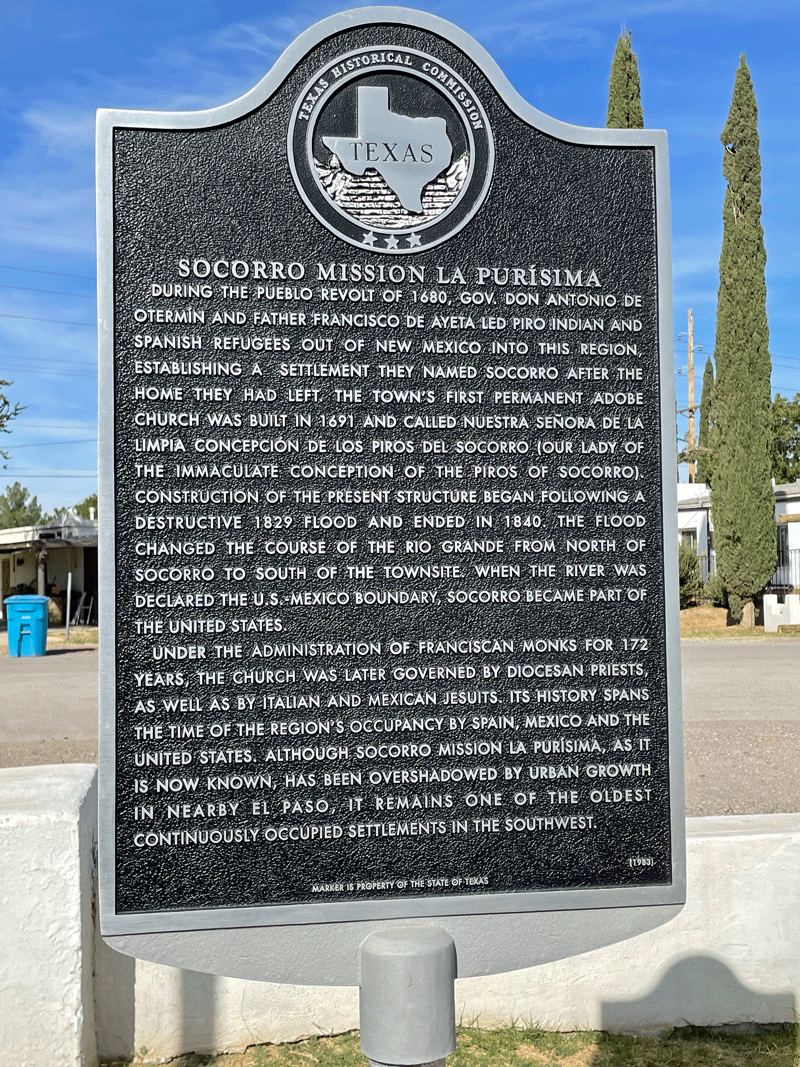 TEXAS HISTORICAL COMMISSION
TEXAS
SOCORRO MISSION LA PURÍSIMA
DURING THE PUEBLO REVOLT OF 1680, GOV. DON ANTONIO DE
OTERMÍN AND FATHER FRANCISCO DE AYETA LED PIRO INDIAN AND
SPANISH REFUGEES OUT OF NEW MEXICO INTO THIS REGION,
ESTABLISHING A SETTLEMENT THEY NAMED SOCORRO AFTER THE
HOME THEY HAD LEFT. THE TOWN'S FIRST PERMANENT ADOBE
CHURCH WAS BUILT IN 1691 AND CALLED NUESTRA SEÑORA DE LA
LIMPIA CONCEPCIÓN DE LOS PIROS DEL SOCORRO (OUR LADY OF
THE IMMACULATE CONCEPTION OF THE PIROS OF SOCORRO).
CONSTRUCTION OF THE PRESENT STRUCTURE BEGAN FOLLOWING A
DESTRUCTIVE 1829 FLOOD AND ENDED IN 1840. THE FLOOD
CHANGED THE COURSE OF THE RIO GRANDE FROM NORTH OF
SOCORRO TO SOUTH OF THE TOWNSITE. WHEN THE RIVER WAS
DECLARED THE U.S.-MEXICO BOUNDARY, SOCORRO BECAME PART OF
THE UNITED STATES.
UNDER THE ADMINISTRATION OF FRANCISCAN MONKS FOR 172
YEARS, THE CHURCH WAS LATER GOVERNED BY DIOCESAN PRIESTS,
AS WELL AS BY ITALIAN AND MEXICAN JESUITS. ITS HISTORY SPANS
THE TIME OF THE REGION'S OCCUPANCY BY SPAIN, MEXICO AND THE
UNITED STATES. ALTHOUGH SOCORRO MISSION LA PURÍSIMA, AS IT
IS NOW KNOWN, HAS BEEN OVERSHADOWED BY URBAN GROWTH
IN NEARBY EL PASO, IT REMAINS ONE OF THE OLDEST
CONTINUOUSLY OCCUPIED SETTLEMENTS IN THE SOUTHWEST.
(1983)
MARKER IS PROPERTY OF THE STATE OF TEXAS